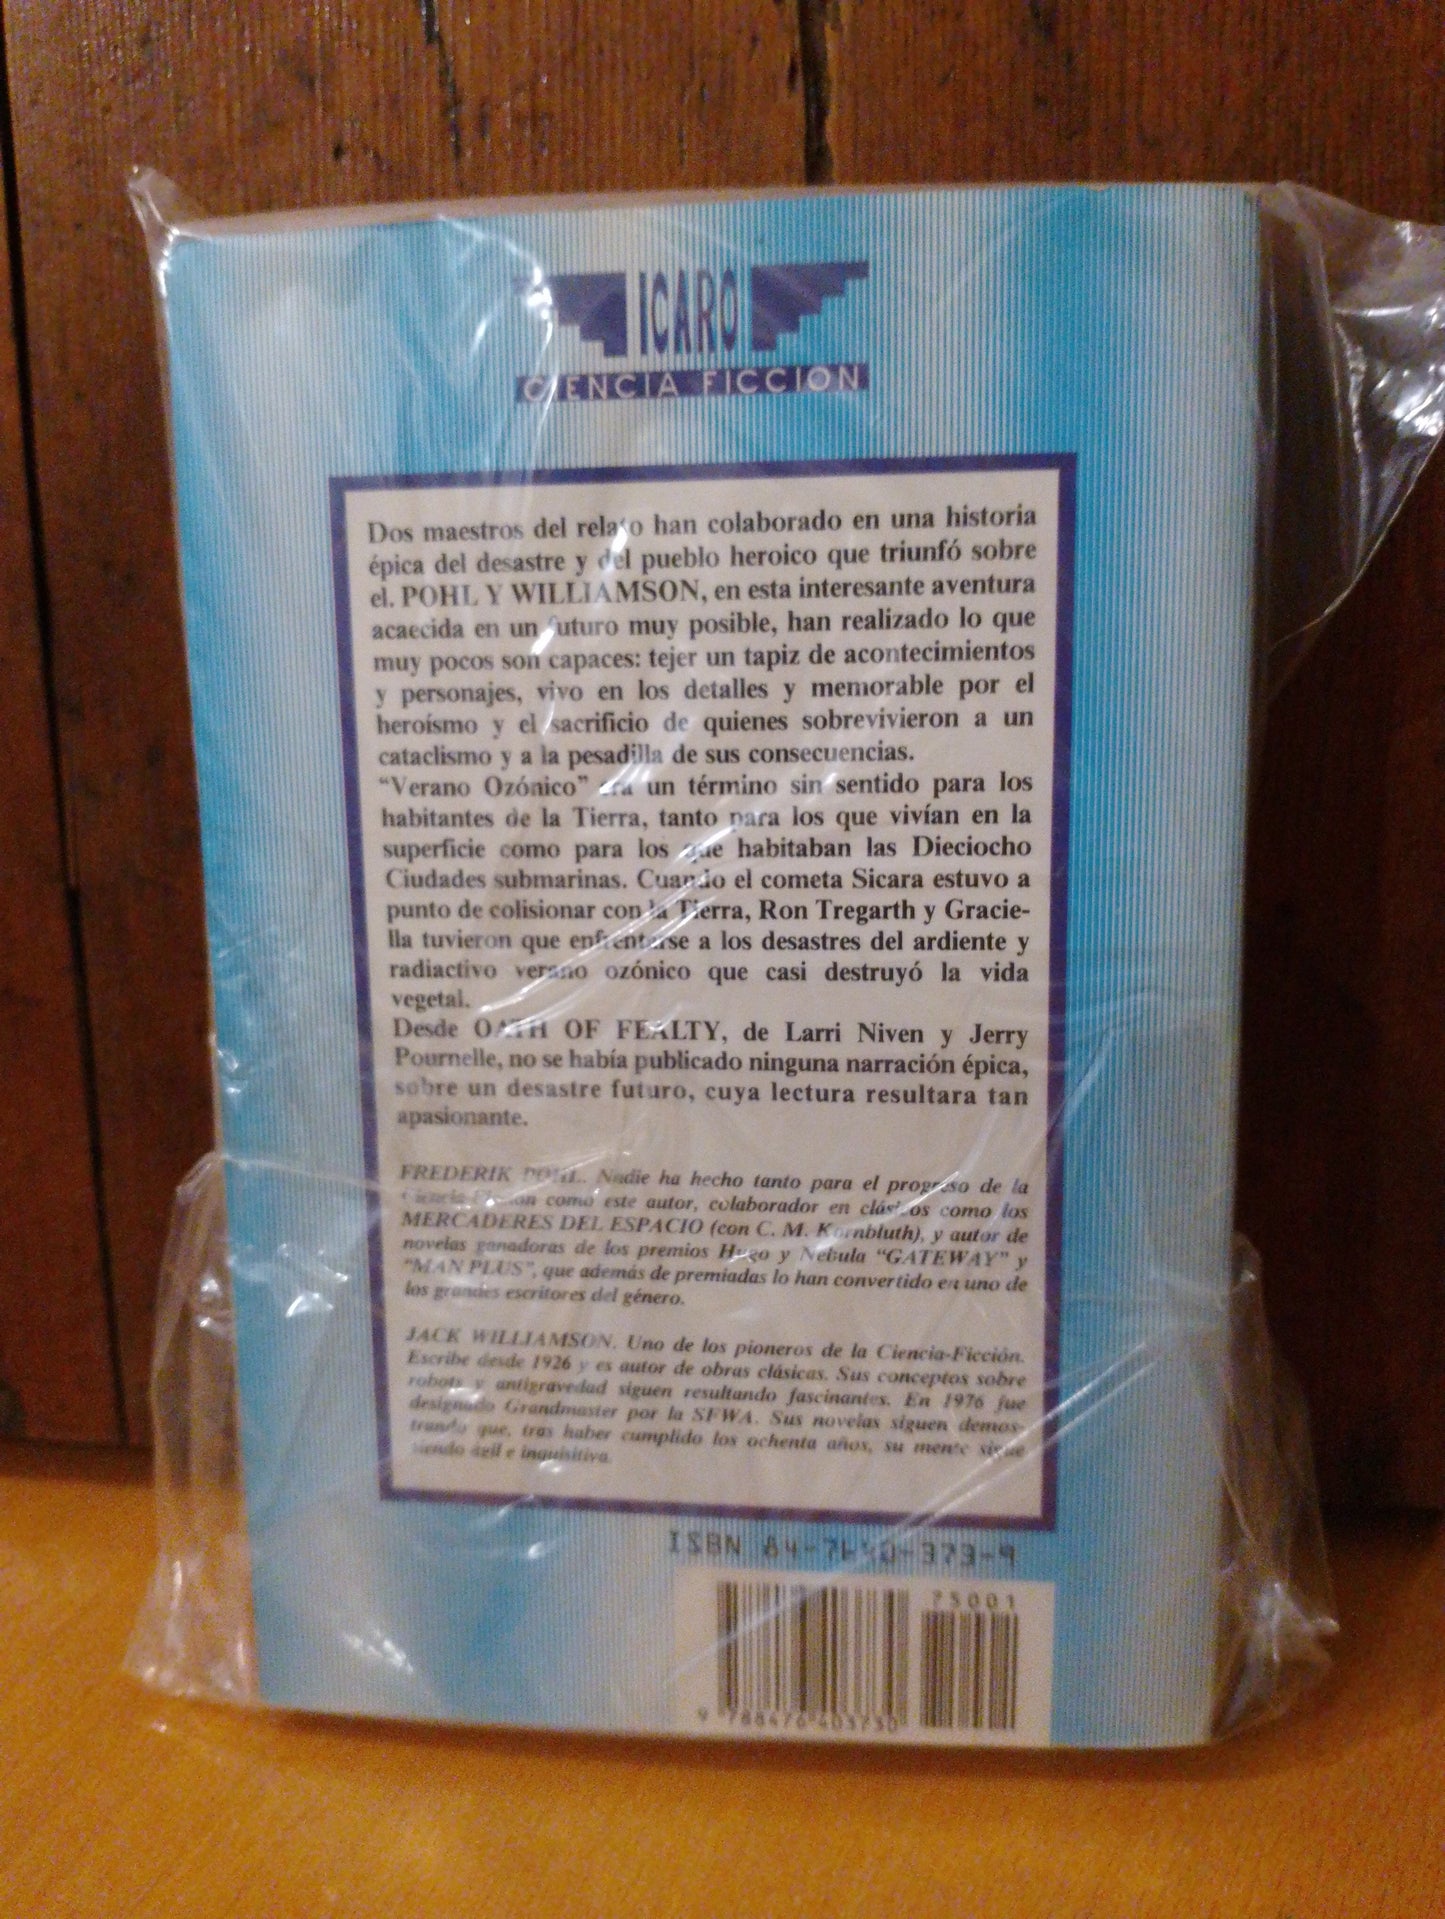 ICARO
CIENCIA FICCION
Dos maestros del relato han colaborado en una historia
épica del desastre y del pueblo heroico que triunfó sobre
el. POHL Y WILLIAMSON, en esta interesante aventura
acaecida en un futuro muy posible, han realizado lo que
muy pocos son capaces: tejer un tapiz de acontecimientos
y personajes, vivo en los detalles y memorable por el
heroísmo y el sacrificio de quienes sobrevivieron a un
cataclismo y a la pesadilla de sus consecuencias.
“Verano Ozónico” era un término sin sentido para los
habitantes de la Tierra, tanto para los que vivían en la
superficie como para los que habitaban las Dieciocho
Ciudades submarinas. Cuando el cometa Sicara estuvo a
punto de colisionar con la Tierra, Ron Tregarth y Gracie-
lla tuvieron que enfrentarse a los desastres del ardiente y
radiactivo verano ozónico que casi destruyó la vida
vegetal.
Desde OATH OF FEALTY, de Larri Niven y Jerry
Pournelle, no se había publicado ninguna narración épica,
sobre un desastre futuro, cuya lectura resultara tan
apasionante.
FREDERIK POHL. Nadie ha hecho tanto para el progreso de la
Ciencia-Ficción como este autor, colaborador en clásicos como los
MERCADERES DEL ESPACIO (con C. M. Kornbluth), y autor de
novelas ganadoras de los premios Hugo y Nebula “GATEWAY” y
“MAN PLUS”, que además de premiadas lo han convertido en uno de
los grandes escritores del género.
JACK WILLIAMSON. Uno de los pioneros de la Ciencia-Ficción.
Escribe desde 1926 y es autor de obras clásicas. Sus conceptos sobre
robots y antigravedad siguen resultando fascinantes. En 1976 fue
designado Grandmaster por la SFWA. Sus novelas siguen demos-
trando que, tras haber cumplido los ochenta años, su mente sigue
siendo ágil e inquisitiva.
ISBN 84-7640-373-9
75001
9 788476 403730